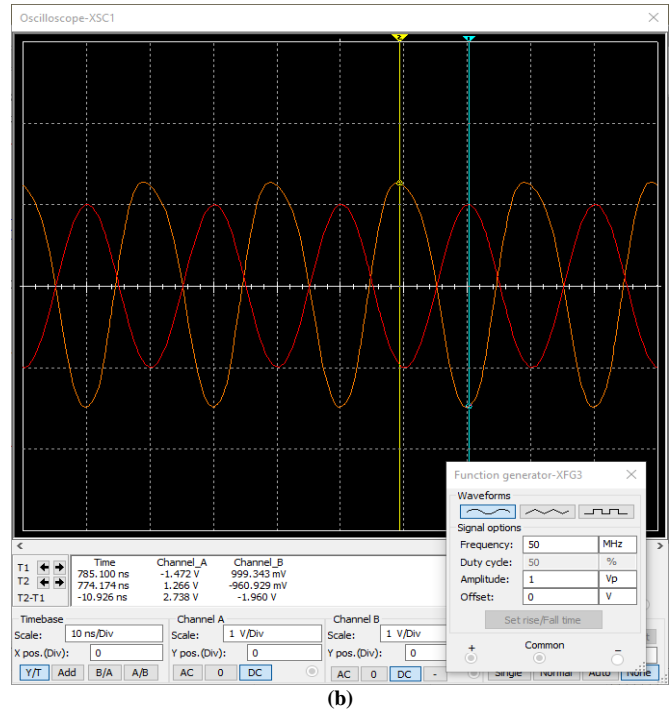 Oscilloscope-XSC1
2
1
Function generator-XFG3
Waveforms
Signal options
Frequency: 50 MHz
Duty cycle: 50 %
Amplitude: 1 Vp
Offset: 0 V
Set rise/Fall time
+ Common −
Time Channel_A Channel_B
T1 785.100 ns -1.472 V 999.343 mV
T2 774.174 ns 1.266 V -960.929 mV
T2-T1 -10.926 ns 2.738 V -1.960 V
Timebase
Scale: 10 ns/Div
X pos.(Div): 0
Y/T Add B/A A/B
Channel A
Scale: 1 V/Div
Y pos.(Div): 0
AC 0 DC
Channel B
Scale: 1 V/Div
Y pos.(Div): 0
AC 0 DC -
Single Normal Auto None
(b)